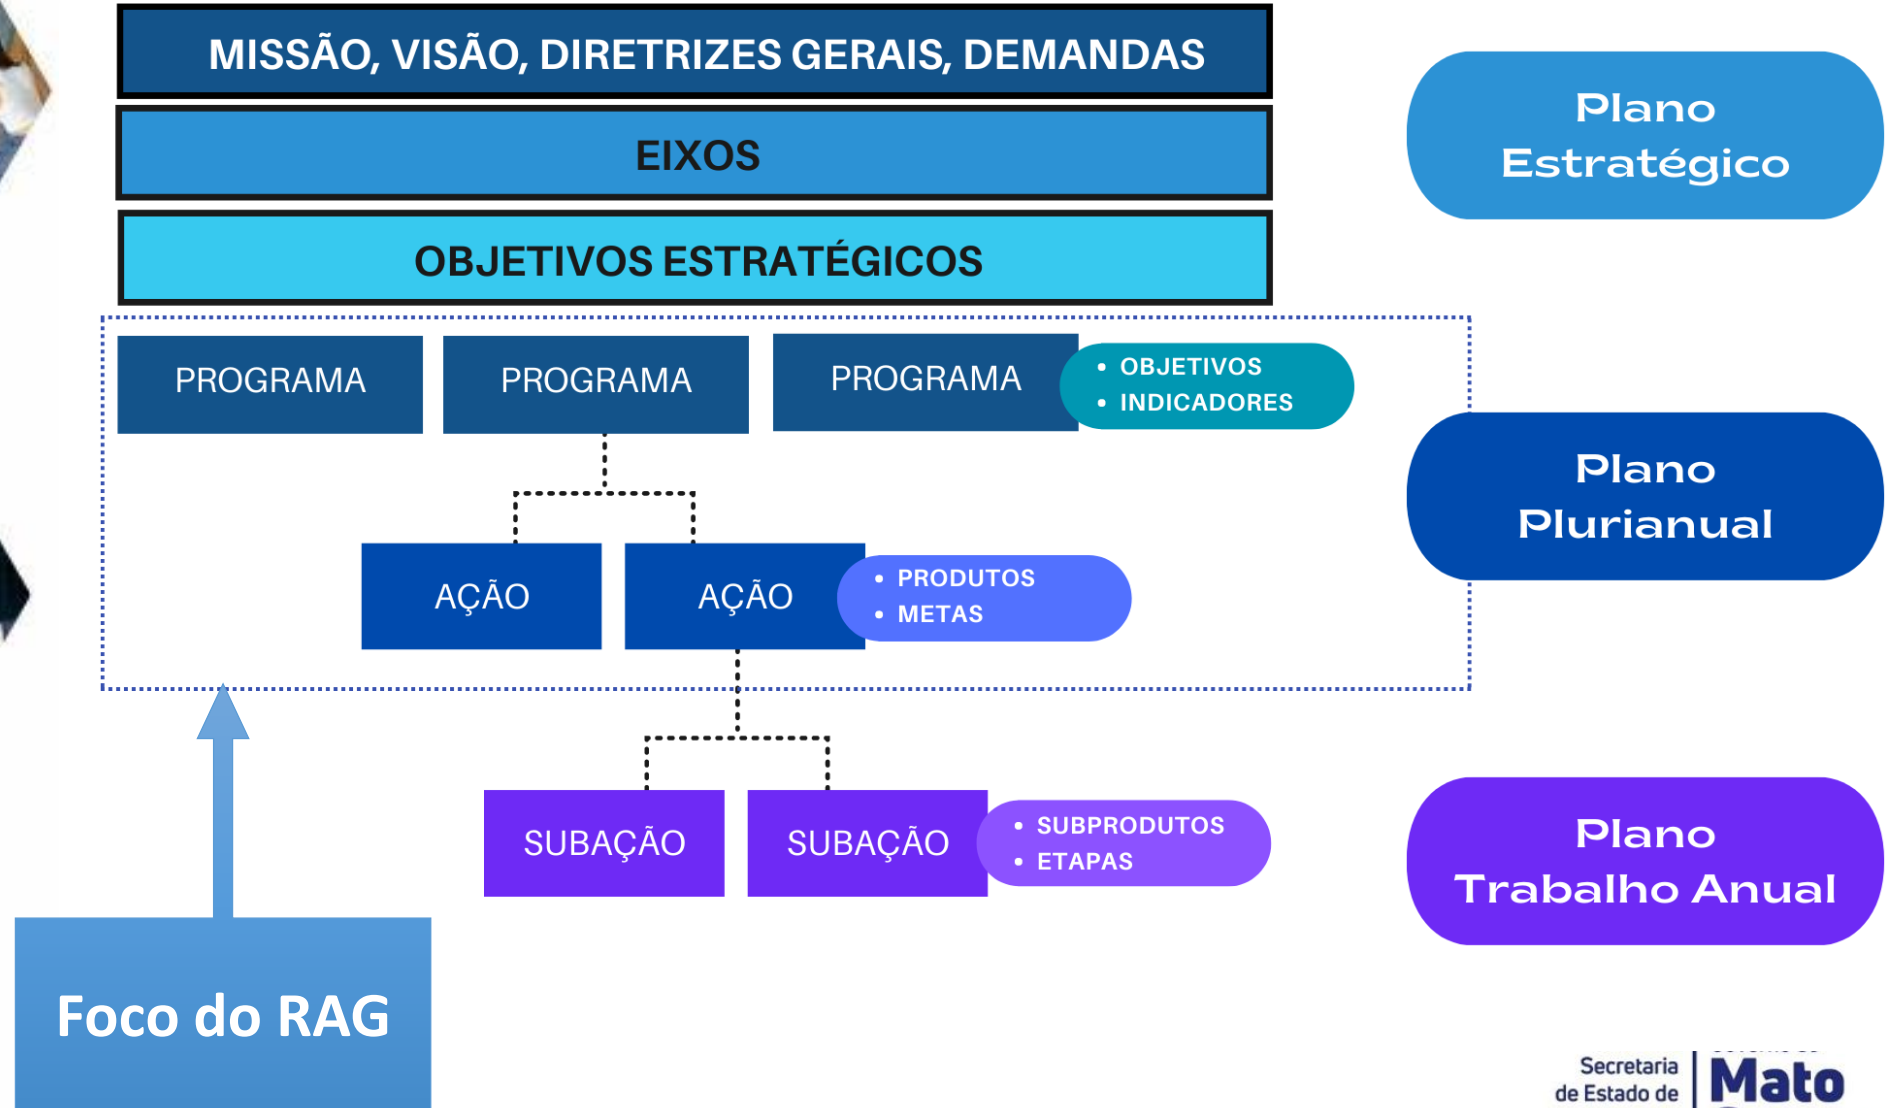 MISSÃO, VISÃO, DIRETRIZES GERAIS, DEMANDAS
EIXOS
OBJETIVOS ESTRATÉGICOS
Plano
Estratégico
PROGRAMA
PROGRAMA
PROGRAMA
• OBJETIVOS
• INDICADORES
Plano
Plurianual
AÇÃO
AÇÃO
• PRODUTOS
• METAS
SUBAÇÃO
SUBAÇÃO
• SUBPRODUTOS
• ETAPAS
Plano
Trabalho Anual
Foco do RAG
Secretaria
de Estado de
Mato